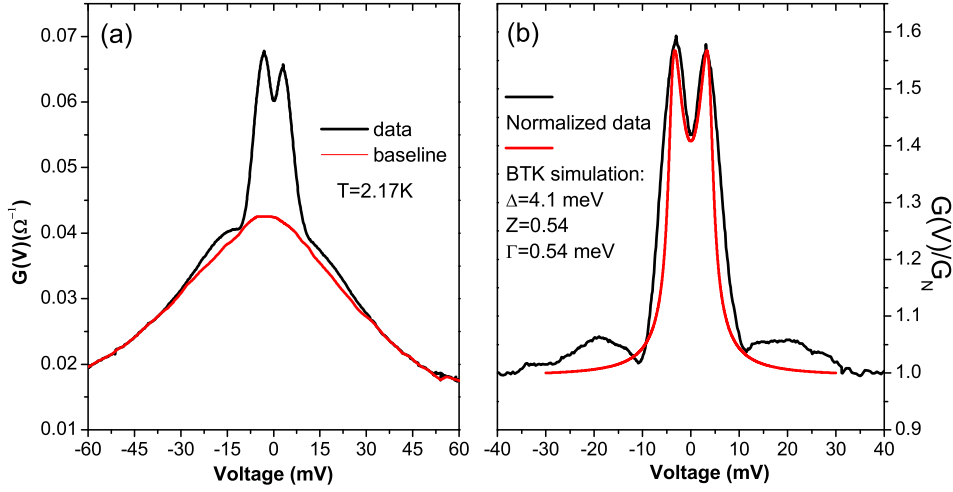 (a)
data
baseline
T=2.17K
0.07
0.06
0.05
0.04
0.03
0.02
0.01
G(V)(Ω⁻¹)
-60 -45 -30 -15 0 15 30 45 60
Voltage (mV)
(b)
Normalized data
BTK simulation:
Δ=4.1 meV
Z=0.54
Γ=0.54 meV
1.6
1.5
1.4
1.3
1.2
1.1
1.0
0.9
G(V)/G_N
-40 -30 -20 -10 0 10 20 30 40
Voltage (mV)